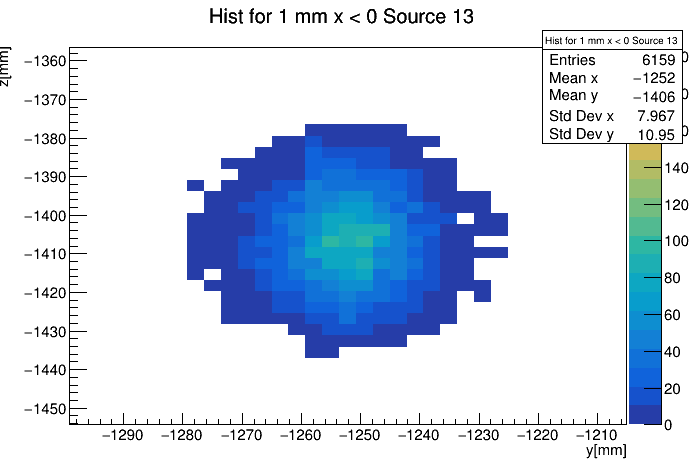 Hist for 1 mm x < 0 Source 13
Hist for 1 mm x < 0 Source 13
Entries 6159
Mean x −1252
Mean y −1406
Std Dev x 7.967
Std Dev y 10.95
z[mm]
−1360
−1370
−1380
−1390
−1400
−1410
−1420
−1430
−1440
−1450
140
120
100
80
60
40
20
0
−1290 −1280 −1270 −1260 −1250 −1240 −1230 −1220 −1210
y[mm]